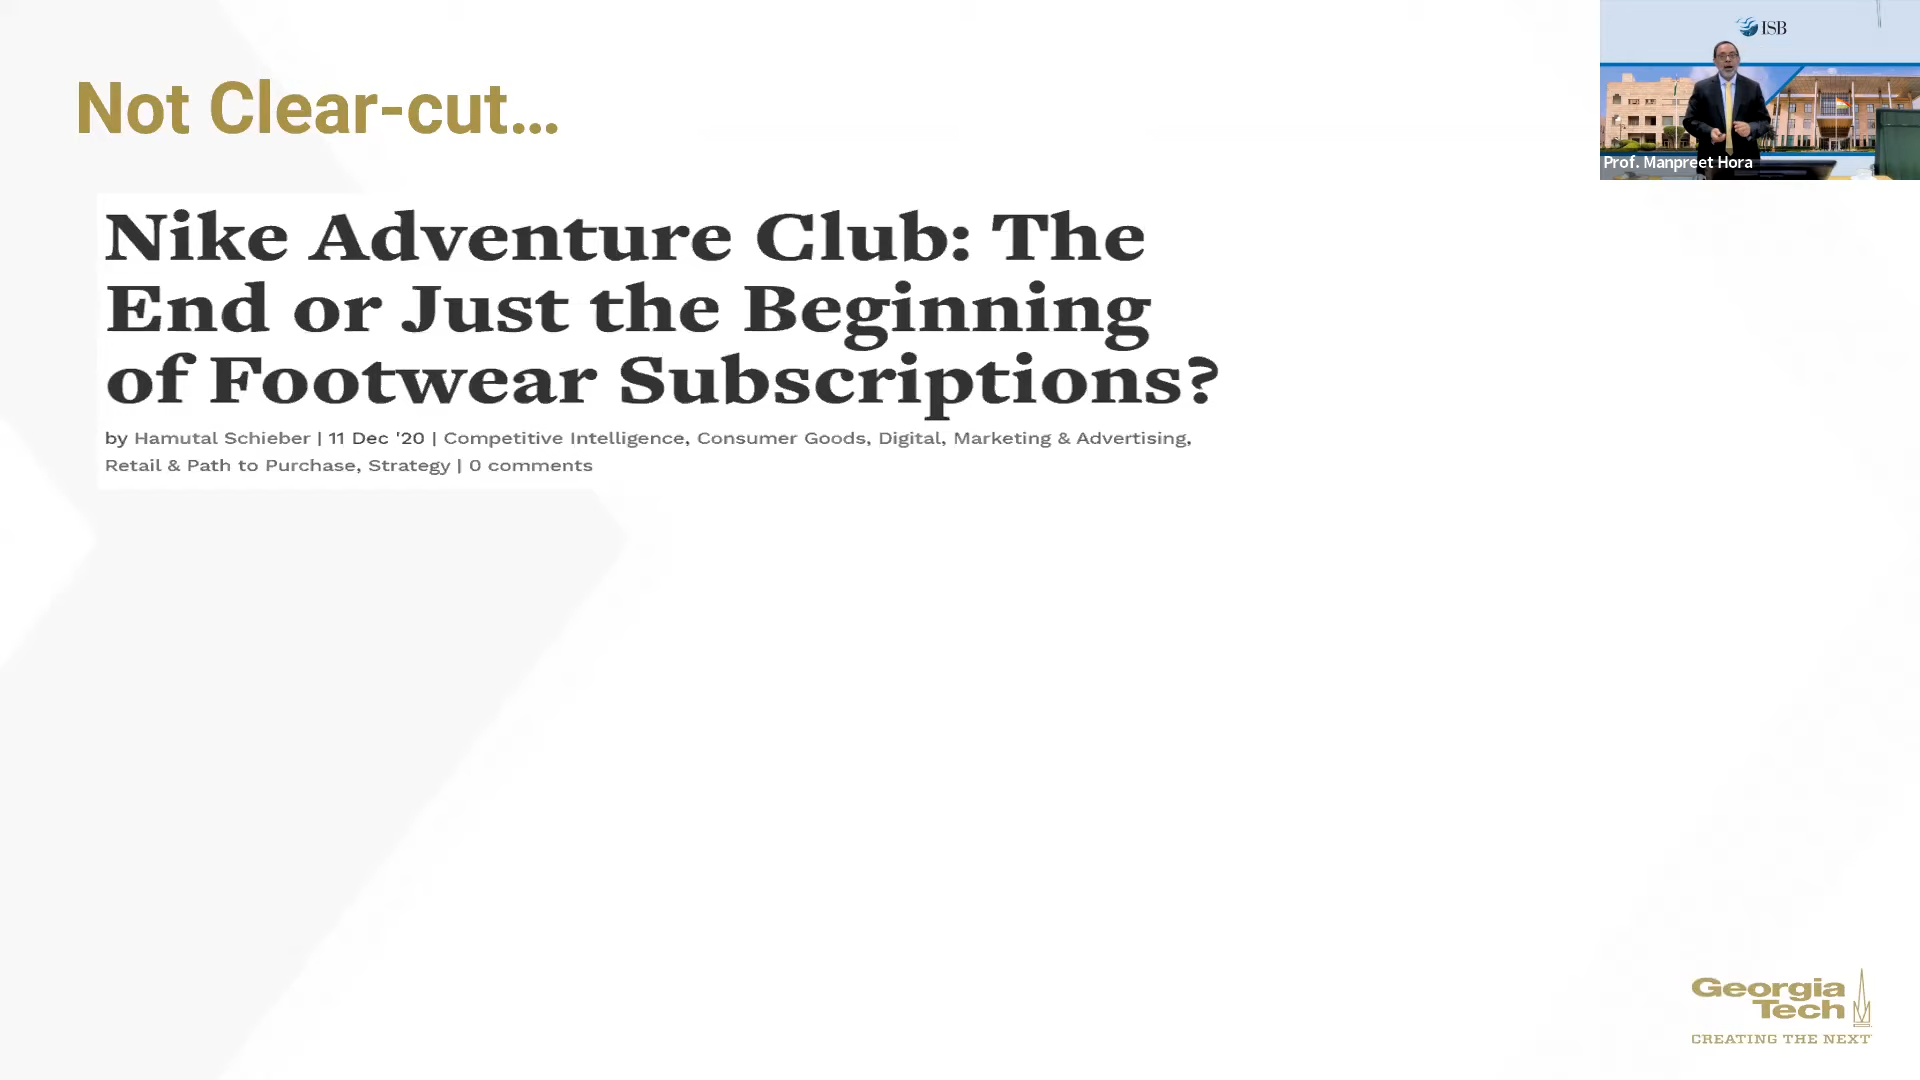 ISB
Not Clear-cut...
Prof. Manpreet Hora
Nike Adventure Club: The
End or Just the Beginning
of Footwear Subscriptions?
by Hamutal Schieber | 11 Dec '20 | Competitive Intelligence, Consumer Goods, Digital, Marketing & Advertising,
Retail & Path to Purchase, Strategy | 0 comments
Georgia
Tech
CREATING THE NEXT